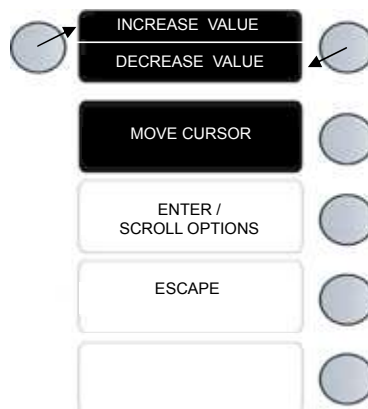 INCREASE VALUE
DECREASE VALUE
MOVE CURSOR
ENTER /
SCROLL OPTIONS
ESCAPE